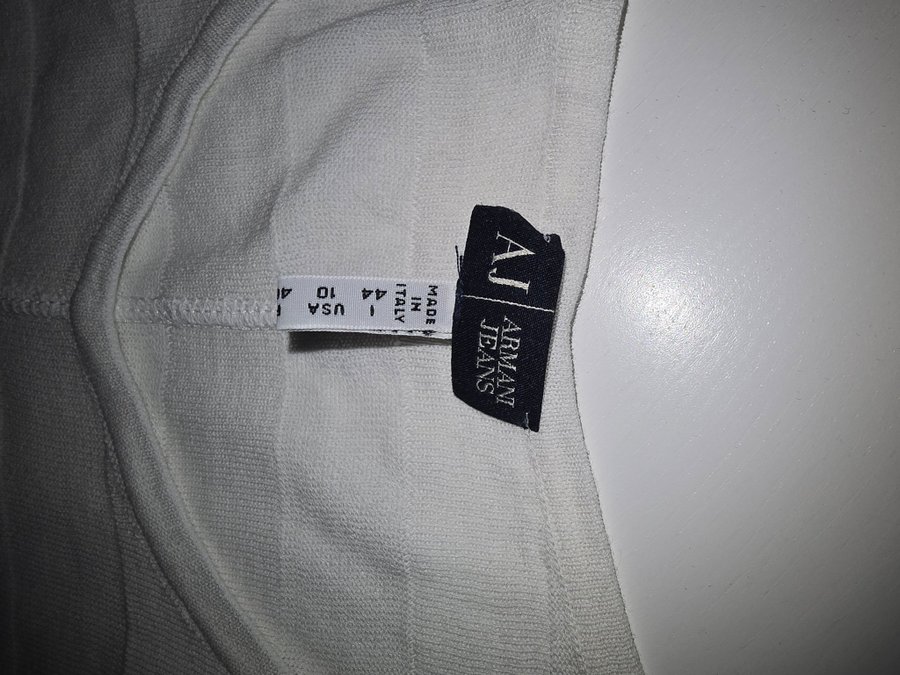 AJ | ARMANI
JEANS
MADE
IN
ITALY
I
44
USA
10